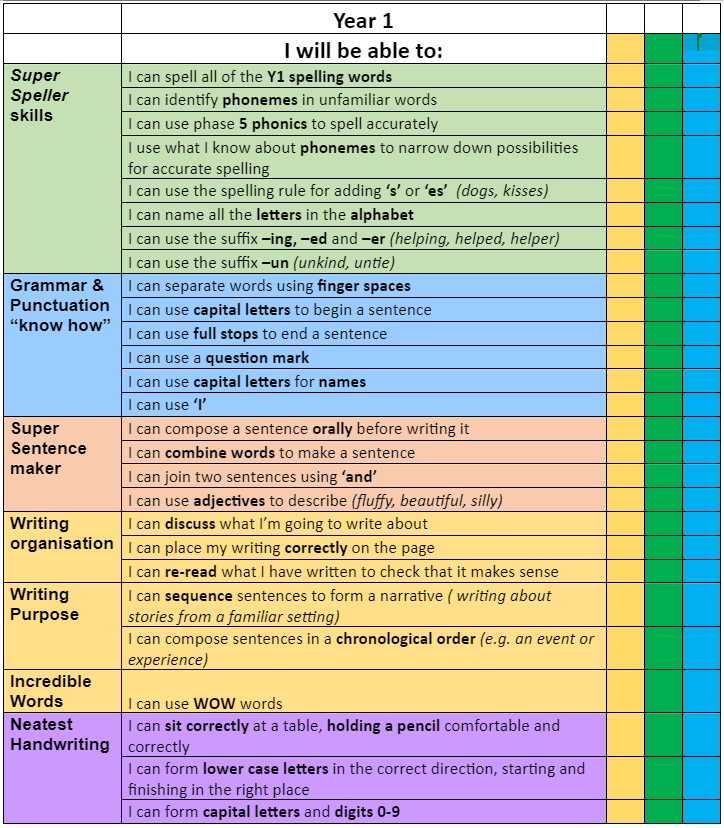 Year 1
I will be able to:
Super
Speller
skills
I can spell all of the Y1 spelling words
I can identify phonemes in unfamiliar words
I can use phase 5 phonics to spell accurately
I use what I know about phonemes to narrow down possibilities
for accurate spelling
I can use the spelling rule for adding ‘s’ or ‘es’ (dogs, kisses)
I can name all the letters in the alphabet
I can use the suffix –ing, –ed and –er (helping, helped, helper)
I can use the suffix –un (unkind, untie)
Grammar &
Punctuation
“know how”
I can separate words using finger spaces
I can use capital letters to begin a sentence
I can use full stops to end a sentence
I can use a question mark
I can use capital letters for names
I can use ‘I’
Super
Sentence
maker
I can compose a sentence orally before writing it
I can combine words to make a sentence
I can join two sentences using ‘and’
I can use adjectives to describe (fluffy, beautiful, silly)
Writing
organisation
I can discuss what I’m going to write about
I can place my writing correctly on the page
I can re-read what I have written to check that it makes sense
Writing
Purpose
I can sequence sentences to form a narrative ( writing about
stories from a familiar setting)
I can compose sentences in a chronological order (e.g. an event or
experience)
Incredible
Words
I can use WOW words
Neatest
Handwriting
I can sit correctly at a table, holding a pencil comfortable and
correctly
I can form lower case letters in the correct direction, starting and
finishing in the right place
I can form capital letters and digits 0-9